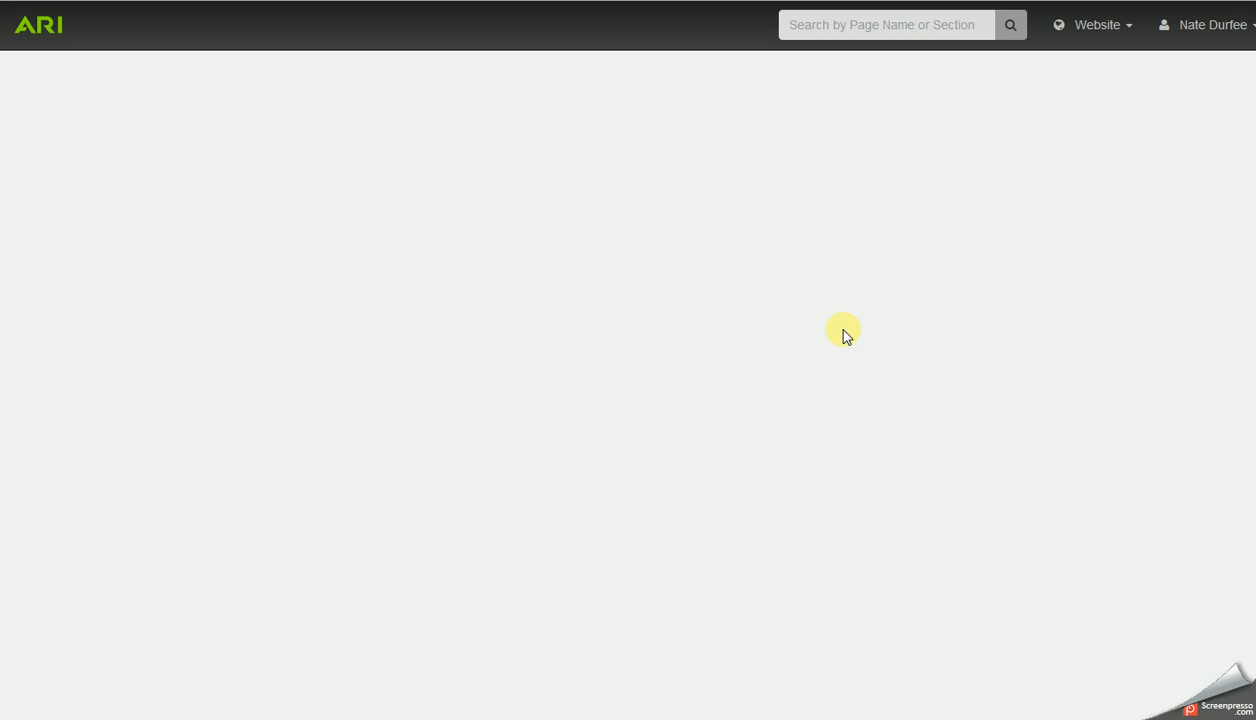 ARI
Search by Page Name or Section
Website
Nate Durfee
Screenpresso
.com